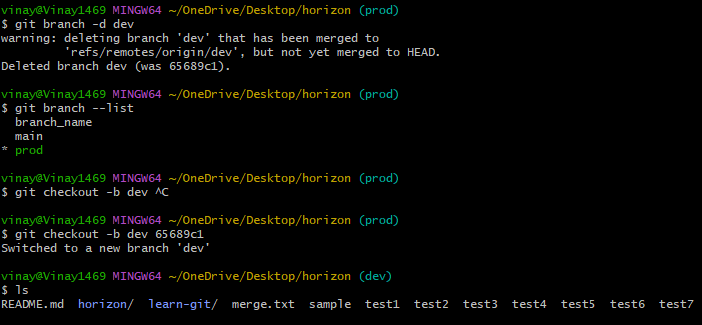 vinay@Vinay1469 MINGW64 ~/OneDrive/Desktop/horizon (prod)
$ git branch -d dev
warning: deleting branch 'dev' that has been merged to
         'refs/remotes/origin/dev', but not yet merged to HEAD.
Deleted branch dev (was 65689c1).

vinay@Vinay1469 MINGW64 ~/OneDrive/Desktop/horizon (prod)
$ git branch --list
  branch_name
  main
* prod

vinay@Vinay1469 MINGW64 ~/OneDrive/Desktop/horizon (prod)
$ git checkout -b dev ^C

vinay@Vinay1469 MINGW64 ~/OneDrive/Desktop/horizon (prod)
$ git checkout -b dev 65689c1
Switched to a new branch 'dev'

vinay@Vinay1469 MINGW64 ~/OneDrive/Desktop/horizon (dev)
$ ls
README.md  horizon/  learn-git/  merge.txt  sample  test1  test2  test3  test4  test5  test6  test7